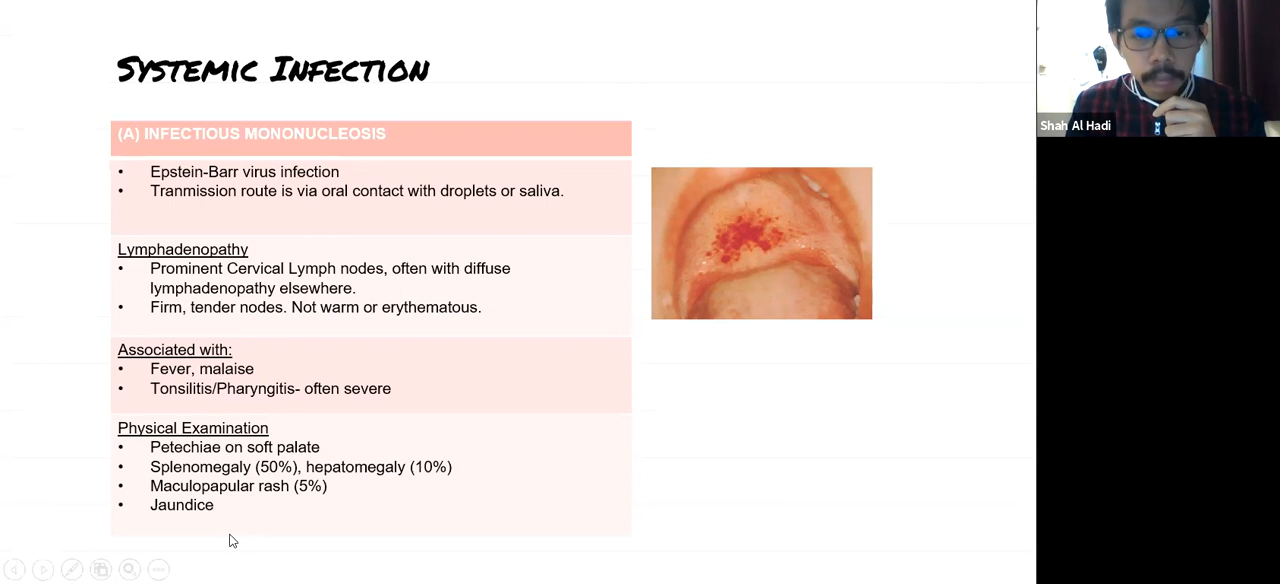 Systemic Infection
(A) INFECTIOUS MONONUCLEOSIS
• Epstein-Barr virus infection
• Tranmission route is via oral contact with droplets or saliva.
Lymphadenopathy
• Prominent Cervical Lymph nodes, often with diffuse
lymphadenopathy elsewhere.
• Firm, tender nodes. Not warm or erythematous.
Associated with:
• Fever, malaise
• Tonsilitis/Pharyngitis- often severe
Physical Examination
• Petechiae on soft palate
• Splenomegaly (50%), hepatomegaly (10%)
• Maculopapular rash (5%)
• Jaundice
Shah Al Hadi